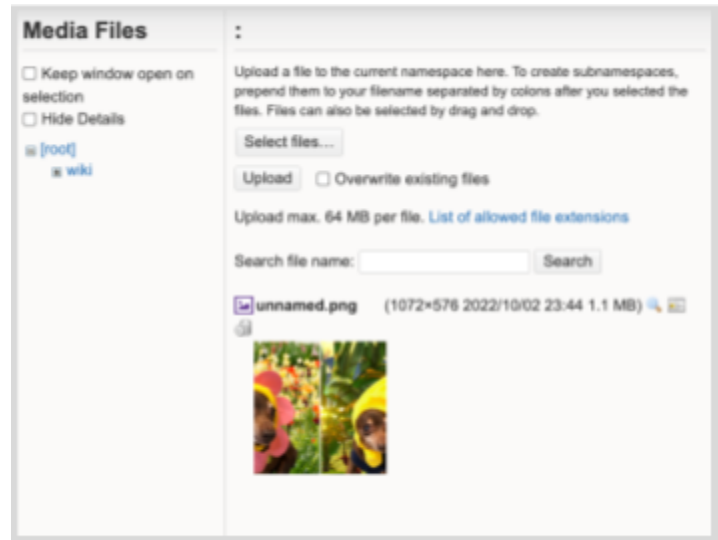 Media Files
Keep window open on
selection
Hide Details
[root]
wiki
:
Upload a file to the current namespace here. To create subnamespaces,
prepend them to your filename separated by colons after you selected the
files. Files can also be selected by drag and drop.
Select files...
Upload Overwrite existing files
Upload max. 64 MB per file. List of allowed file extensions
Search file name: Search
unnamed.png (1072×576 2022/10/02 23:44 1.1 MB)